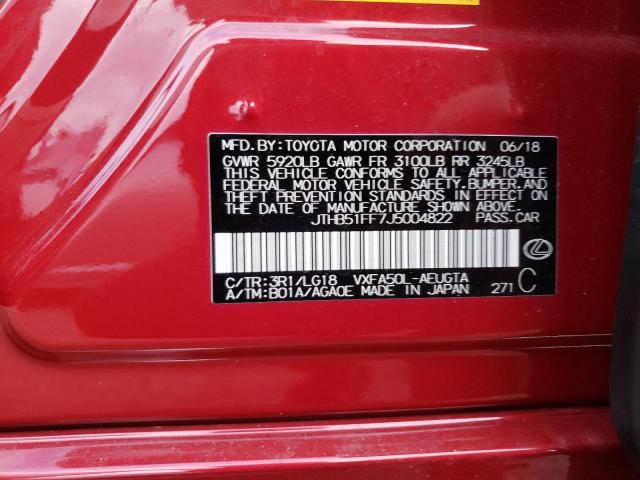 MFD. BY: TOYOTA MOTOR CORPORATION 06/18
GVWR 5920LB GAWR FR 3100LB RR 3245LB
THIS VEHICLE CONFORMS TO ALL APPLICABLE
FEDERAL MOTOR VEHICLE SAFETY, BUMPER, AND
THEFT PREVENTION STANDARDS IN EFFECT ON
THE DATE OF MANUFACTURE SHOWN ABOVE.
JTHB51FF7J5004822 PASS. CAR
C/TR: 3R1/LG18 VXFA50L-AEUGTA
A/TM: B01A/AGA0E MADE IN JAPAN 271 C